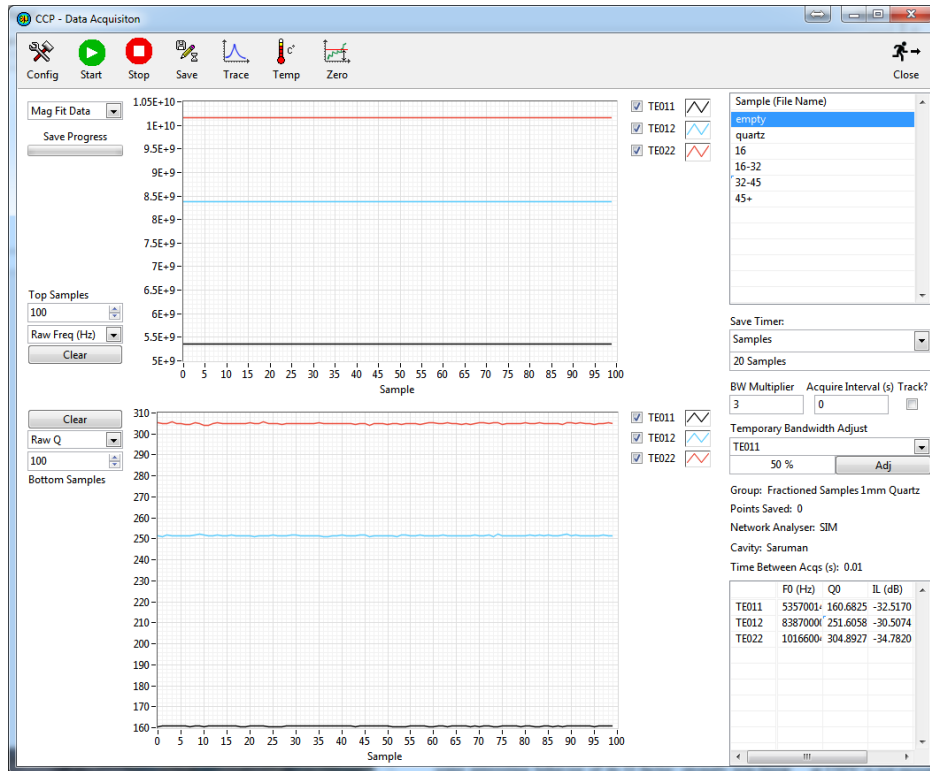 CCP - Data Acquisiton
Config Start Stop Save Trace Temp Zero Close
C°
Mag Fit Data
Save Progress
Top Samples
100
Raw Freq (Hz)
Clear
1.05E+10
1E+10
9.5E+9
9E+9
8.5E+9
8E+9
7.5E+9
7E+9
6.5E+9
6E+9
5.5E+9
5E+9
0 5 10 15 20 25 30 35 40 45 50 55 60 65 70 75 80 85 90 95 100
Sample
TE011
TE012
TE022
Clear
Raw Q
100
Bottom Samples
310
300
290
280
270
260
250
240
230
220
210
200
190
180
170
160
0 5 10 15 20 25 30 35 40 45 50 55 60 65 70 75 80 85 90 95 100
Sample
TE011
TE012
TE022
Sample (File Name)
empty
quartz
16
16-32
32-45
45+
Save Timer:
Samples
20 Samples
BW Multiplier Acquire Interval (s) Track?
3 0
Temporary Bandwidth Adjust
TE011
50 % Adj
Group: Fractioned Samples 1mm Quartz
Points Saved: 0
Network Analyser: SIM
Cavity: Saruman
Time Between Acqs (s): 0.01
F0 (Hz) Q0 IL (dB)
TE011 5357001 160.6825 -32.5170
TE012 8387000 251.6058 -30.5074
TE022 1016600 304.8927 -34.7820